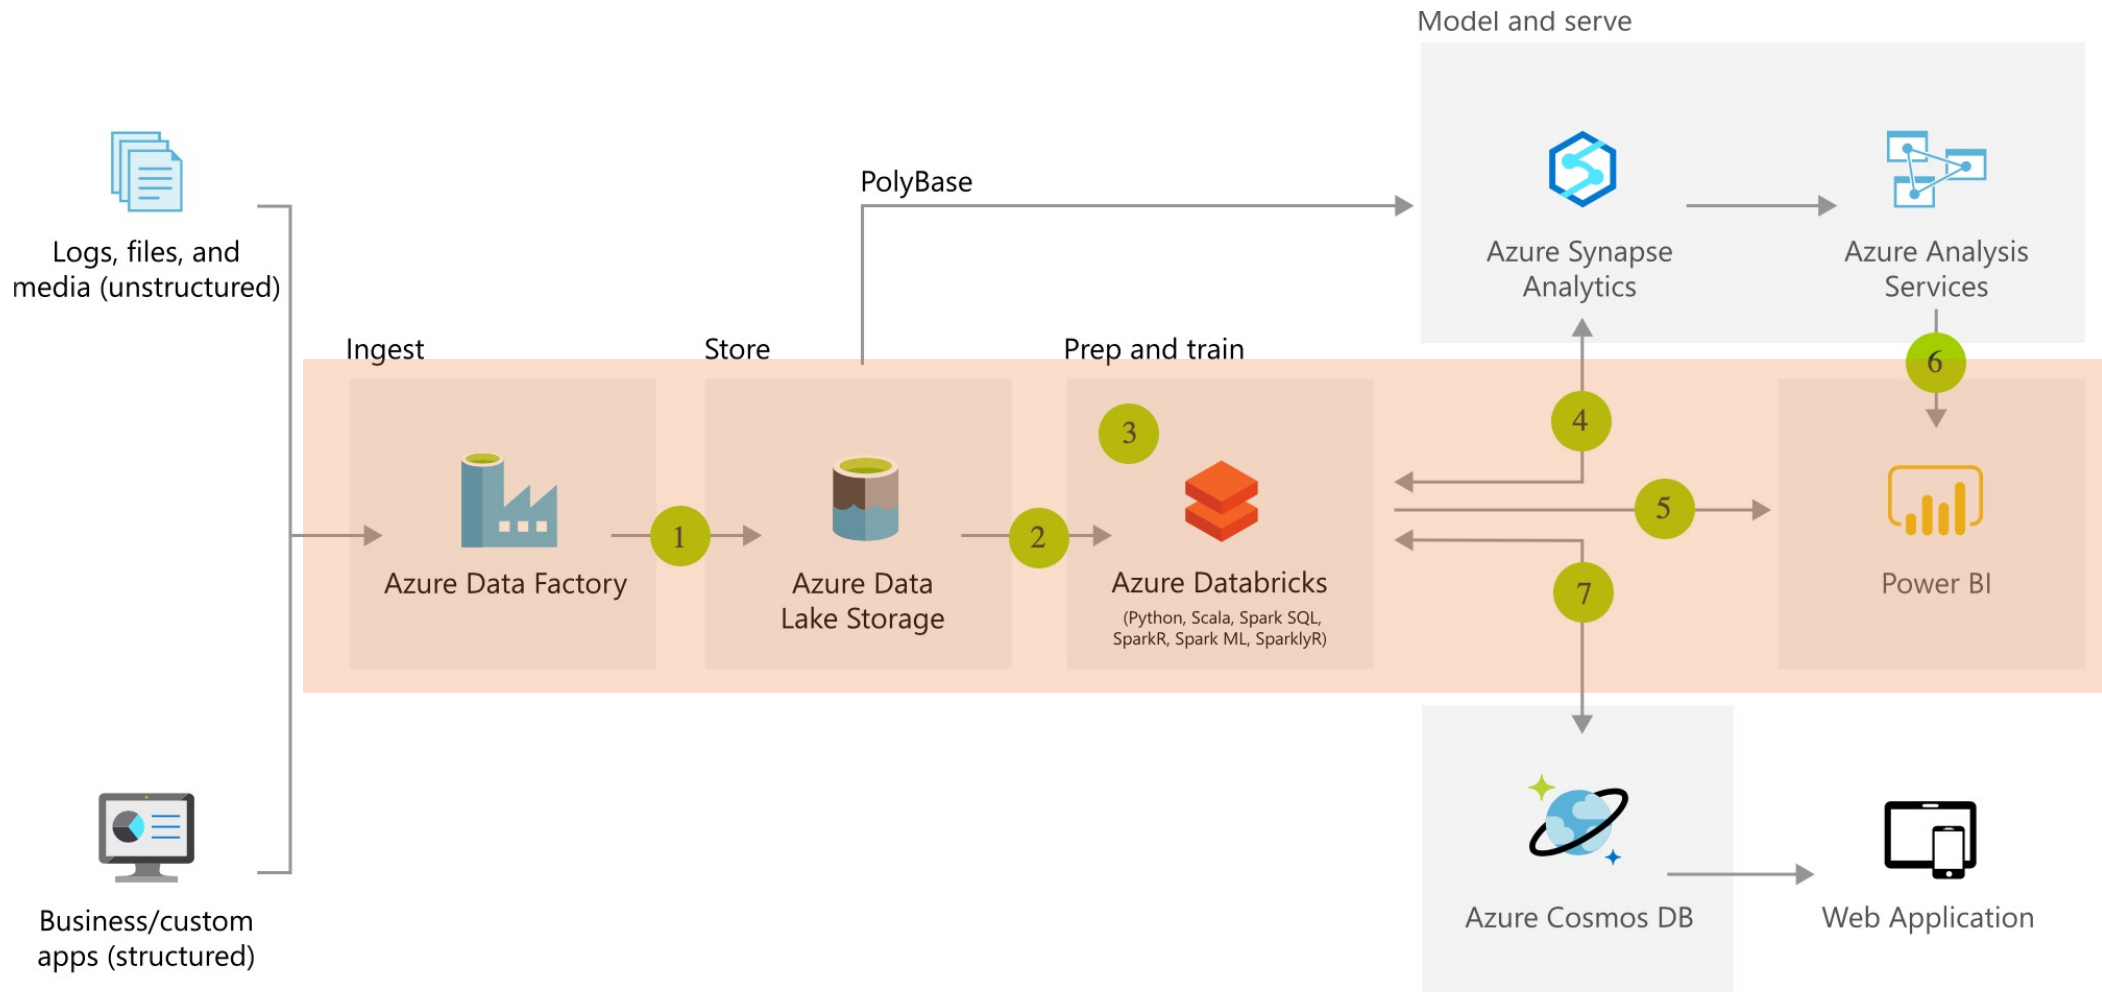 Model and serve
PolyBase
Logs, files, and
media (unstructured)
Azure Synapse
Analytics
Azure Analysis
Services
Ingest
Store
Prep and train
6
3
4
5
1
2
7
Azure Data Factory
Azure Data
Lake Storage
Azure Databricks
(Python, Scala, Spark SQL,
SparkR, Spark ML, SparklyR)
Power BI
Business/custom
apps (structured)
Azure Cosmos DB
Web Application